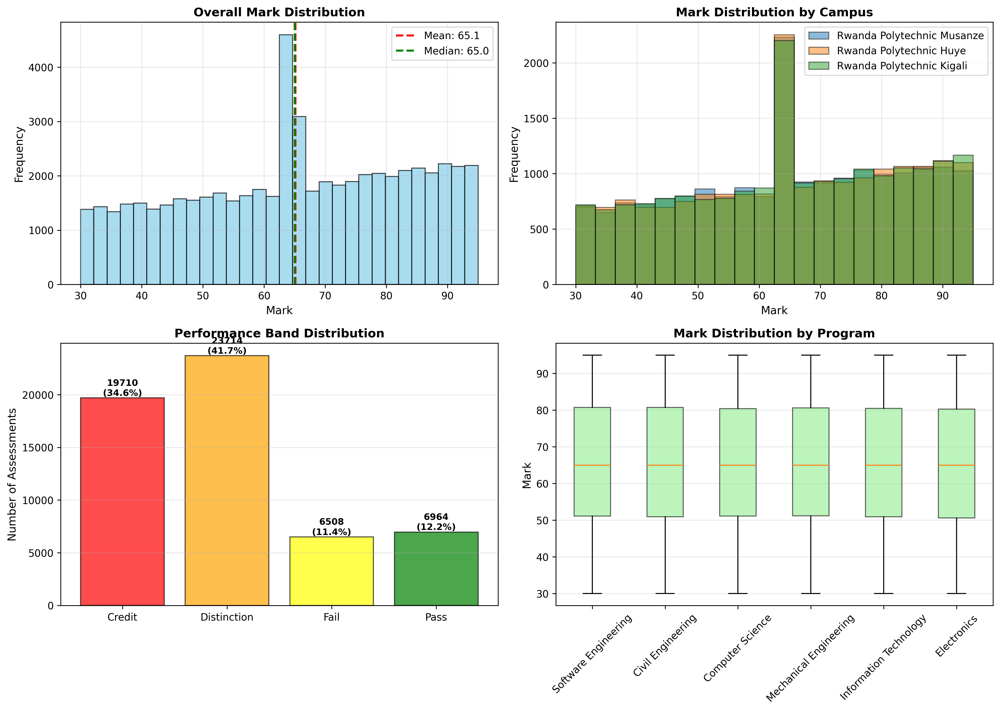 Overall Mark Distribution
Mean: 65.1
Median: 65.0
Frequency
4000
3000
2000
1000
0
30 40 50 60 70 80 90
Mark
Mark Distribution by Campus
Rwanda Polytechnic Musanze
Rwanda Polytechnic Huye
Rwanda Polytechnic Kigali
Frequency
2000
1500
1000
500
0
30 40 50 60 70 80 90
Mark
Performance Band Distribution
23714
(41.7%)
19710
(34.6%)
6508
(11.4%)
6964
(12.2%)
Number of Assessments
20000
15000
10000
5000
0
Credit Distinction Fail Pass
Mark Distribution by Program
Mark
90
80
70
60
50
40
30
Software Engineering
Civil Engineering
Computer Science
Mechanical Engineering
Information Technology
Electronics